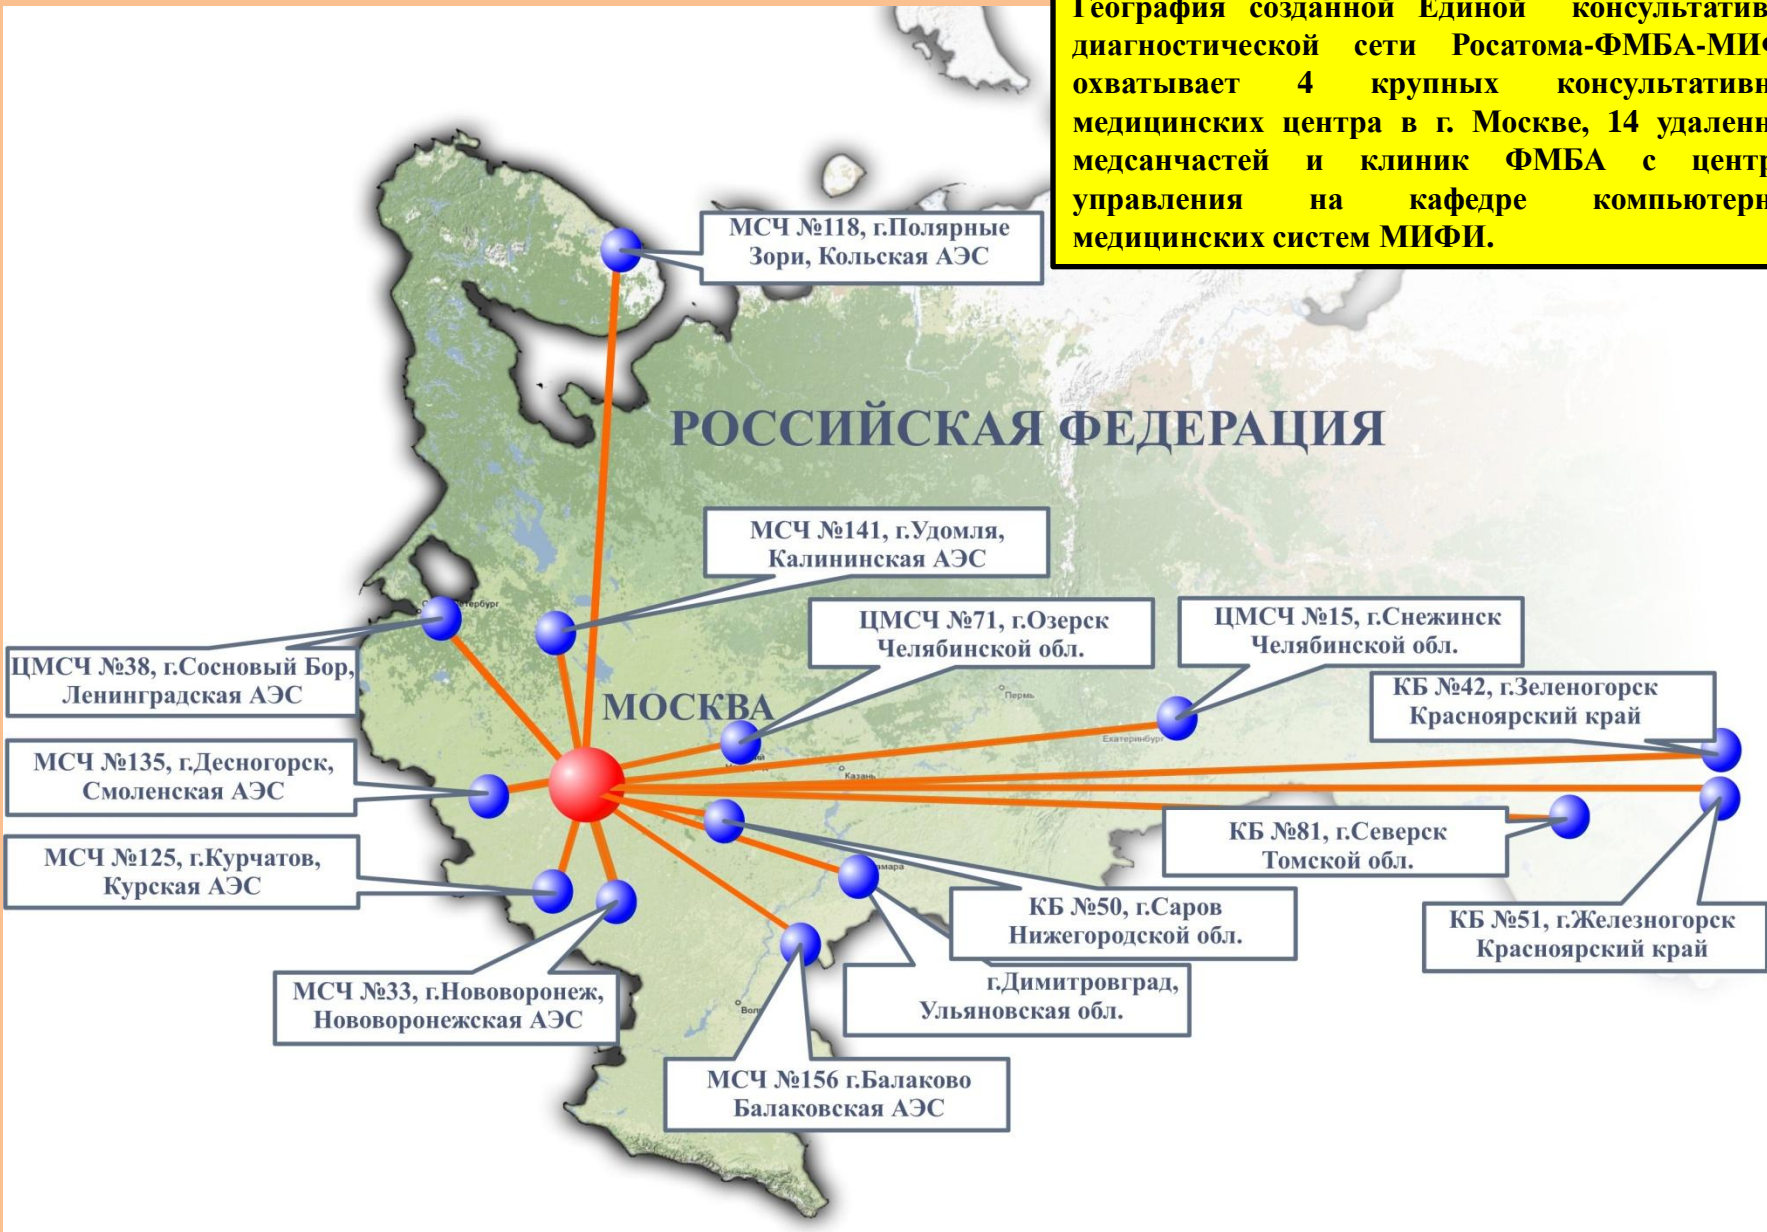 География созданной Единой консультатив
диагностической сети Росатома-ФМБА-МИФ
охватывает 4 крупных консультативн
медицинских центра в г. Москве, 14 удаленн
медсанчастей и клиник ФМБА с центр
управления на кафедре компьютерн
медицинских систем МИФИ.
МСЧ №118, г.Полярные
Зори, Кольская АЭС
РОССИЙСКАЯ ФЕДЕРАЦИЯ
МСЧ №141, г.Удомля,
Калининская АЭС
ЦМСЧ №71, г.Озерск
Челябинской обл.
ЦМСЧ №15, г.Снежинск
Челябинской обл.
ЦМСЧ №38, г.Сосновый Бор,
Ленинградская АЭС
КБ №42, г.Зеленогорск
Красноярский край
Пермь
МОСКВА
Екатеринбург
МСЧ №135, г.Десногорск,
Смоленская АЭС
Казань
КБ №81, г.Северск
Томской обл.
МСЧ №125, г.Курчатов,
Курская АЭС
амара
КБ №50, г.Саров
Нижегородской обл.
КБ №51, г.Железногорск
Красноярский край
МСЧ №33, г.Нововоронеж,
Нововоронежская АЭС
г.Димитровград,
Ульяновская обл.
МСЧ №156 г.Балаково
Балаковская АЭС